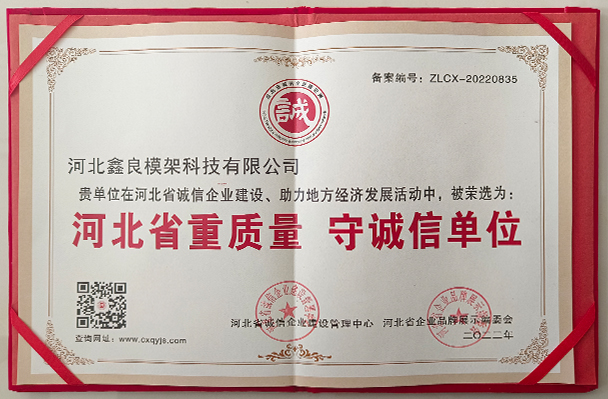 备案编号：ZLCX-20220835
誠
河北鑫良模架科技有限公司
贵单位在河北省诚信企业建设、助力地方经济发展活动中，被荣选为：
河北省重质量 守诚信单位
河北省诚信企业建设管理中心 河北省企业品牌展示编委会
二〇二二年
查询网址：www.cxqyjs.com